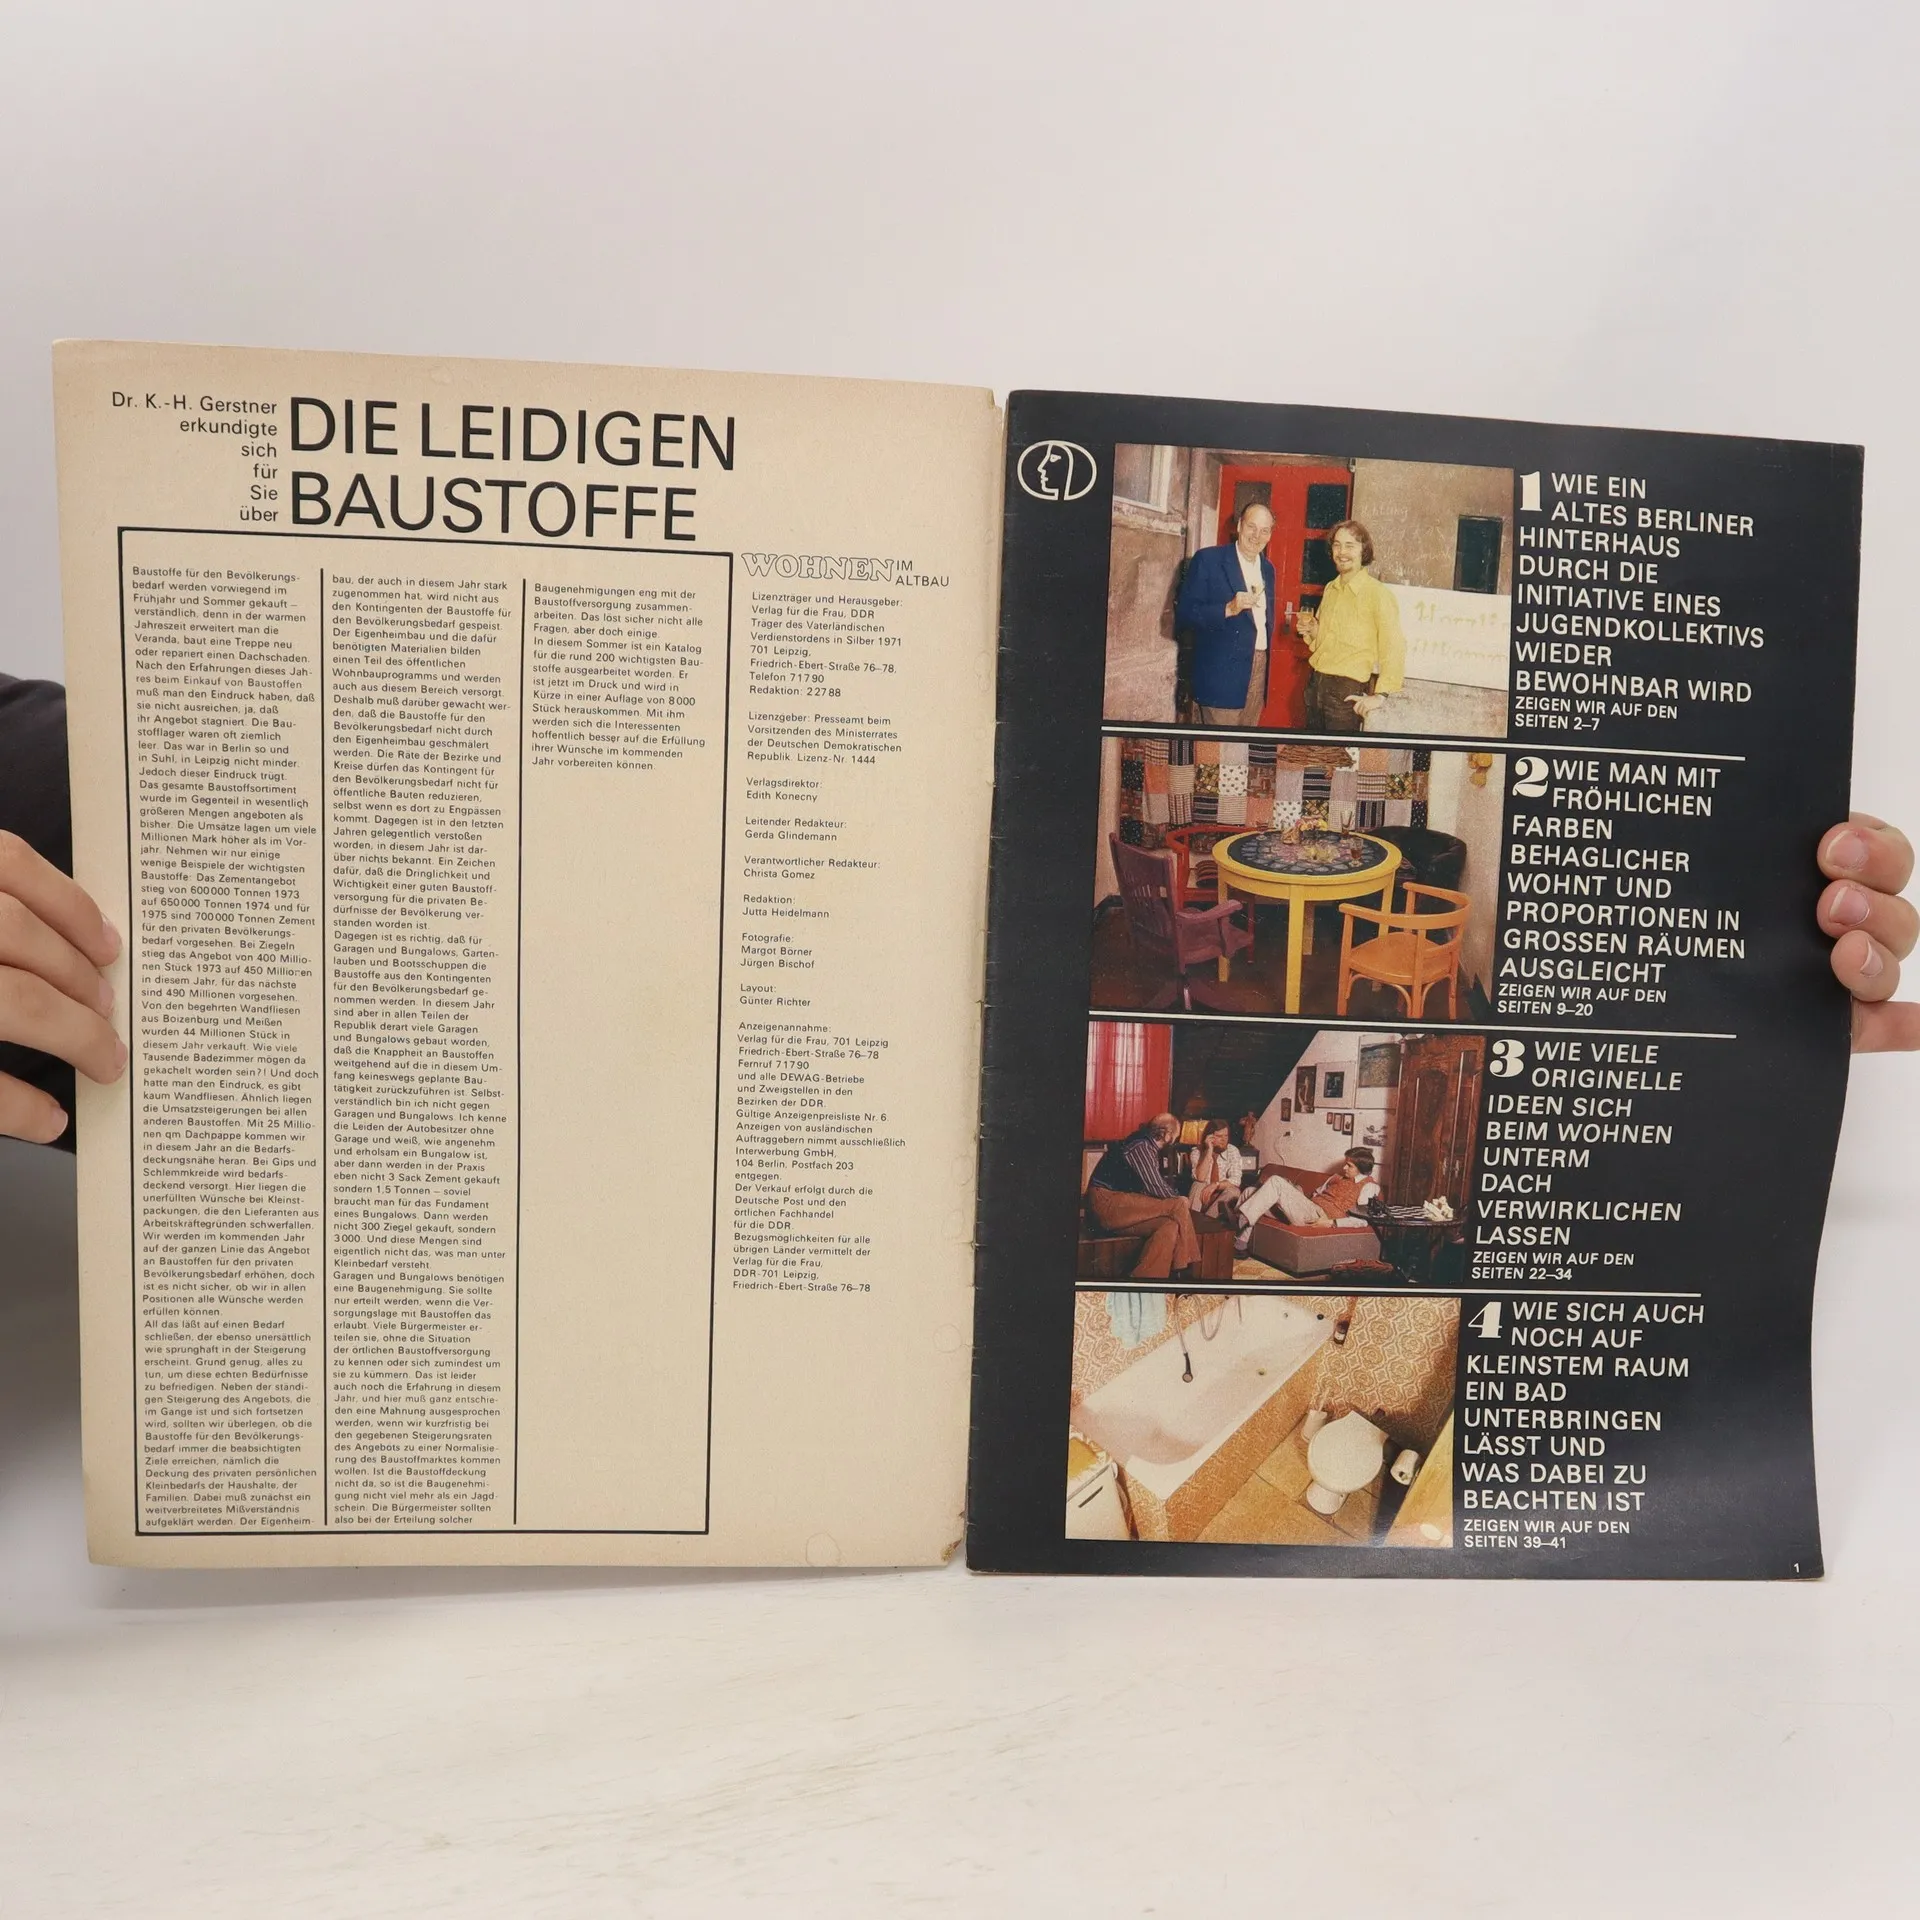 Dr. K.-H. Gerstner
erkundigte
sich
für
Sie
über
DIE LEIDIGEN
BAUSTOFFE
Baustoffe für den Bevölkerungs-
bedarf werden vorwiegend im
Frühjahr und Sommer gekauft –
verständlich, denn in der warmen
Jahreszeit erweitert man die
Veranda, baut eine Treppe neu
oder repariert einen Dachschaden.
Nach den Erfahrungen dieses Jah-
res beim Einkauf von Baustoffen
muß man den Eindruck haben, daß
sie nicht ausreichen, ja, daß
ihr Angebot stagniert. Die Bau-
stofflager waren oft ziemlich
leer. Das war in Berlin so und
in Suhl, in Leipzig nicht minder.
Jedoch dieser Eindruck trügt.
Das gesamte Baustoffsortiment
wurde im Gegenteil in wesentlich
größeren Mengen angeboten als
bisher. Die Umsätze lagen um viele
Millionen Mark höher als im Vor-
jahr. Nehmen wir nur einige
wenige Beispiele der wichtigsten
Baustoffe: Das Zementangebot
stieg von 600000 Tonnen 1973
auf 650000 Tonnen 1974 und für
1975 sind 700000 Tonnen Zement
für den privaten Bevölkerungs-
bedarf vorgesehen. Bei Ziegeln
stieg das Angebot von 400 Millio-
nen Stück 1973 auf 450 Millionen
in diesem Jahr, für das nächste
sind 490 Millionen vorgesehen.
Von den begehrten Wandfliesen
aus Boizenburg und Meißen
wurden 44 Millionen Stück in
diesem Jahr verkauft. Wie viele
Tausende Badezimmer mögen da
gekachelt worden sein?! Und doch
hatte man den Eindruck, es gibt
kaum Wandfliesen. Ähnlich liegen
die Umsatzsteigerungen bei allen
anderen Baustoffen. Mit 25 Millio-
nen qm Dachpappe kommen wir
in diesem Jahr an die Bedarfs-
deckungsnähe heran. Bei Gips und
Schlemmkreide wird bedarfs-
deckend versorgt. Hier liegen die
unerfüllten Wünsche bei Kleinst-
packungen, die den Lieferanten aus
Arbeitskräftegründen schwerfallen.
Wir werden im kommenden Jahr
auf der ganzen Linie das Angebot
an Baustoffen für den privaten
Bevölkerungsbedarf erhöhen, doch
ist es nicht sicher, ob wir in allen
Positionen alle Wünsche werden
erfüllen können.
All das läßt auf einen Bedarf
schließen, der ebenso unersättlich
wie sprunghaft in der Steigerung
erscheint. Grund genug, alles zu
tun, um diese echten Bedürfnisse
zu befriedigen. Neben der ständi-
gen Steigerung des Angebots, die
im Gange ist und sich fortsetzen
wird, sollten wir überlegen, ob die
Baustoffe für den Bevölkerungs-
bedarf immer die beabsichtigten
Ziele erreichen, nämlich die
Deckung des privaten persönlichen
Kleinbedarfs der Haushalte, der
Familien. Dabei muß zunächst ein
weitverbreitetes Mißverständnis
aufgeklärt werden. Der Eigenheim-
bau, der auch in diesem Jahr stark
zugenommen hat, wird nicht aus
den Kontingenten der Baustoffe für
den Bevölkerungsbedarf gespeist.
Der Eigenheimbau und die dafür
benötigten Materialien bilden
einen Teil des öffentlichen
Wohnbauprogramms und werden
auch aus diesem Bereich versorgt.
Deshalb muß darüber gewacht wer-
den, daß die Baustoffe für den
Bevölkerungsbedarf nicht durch
den Eigenheimbau geschmälert
werden. Die Räte der Bezirke und
Kreise dürfen das Kontingent für
den Bevölkerungsbedarf nicht für
öffentliche Bauten reduzieren,
selbst wenn es dort zu Engpässen
kommt. Dagegen ist in den letzten
Jahren gelegentlich verstoßen
worden, in diesem Jahr ist dar-
über nichts bekannt. Ein Zeichen
dafür, daß die Dringlichkeit und
Wichtigkeit einer guten Baustoff-
versorgung für die privaten Be-
dürfnisse der Bevölkerung ver-
standen worden ist.
Dagegen ist es richtig, daß für
Garagen und Bungalows, Garten-
lauben und Bootsschuppen die
Baustoffe aus den Kontingenten
für den Bevölkerungsbedarf ge-
nommen werden. In diesem Jahr
sind aber in allen Teilen der
Republik derart viele Garagen
und Bungalows gebaut worden,
daß die Knappheit an Baustoffen
weitgehend auf die in diesem Um-
fang keineswegs geplante Bau-
tätigkeit zurückzuführen ist. Selbst-
verständlich bin ich nicht gegen
Garagen und Bungalows. Ich kenne
die Leiden der Autobesitzer ohne
Garage und weiß, wie angenehm
und erholsam ein Bungalow ist,
aber dann werden in der Praxis
eben nicht 3 Sack Zement gekauft
sondern 1,5 Tonnen – soviel
braucht man für das Fundament
eines Bungalows. Dann werden
nicht 300 Ziegel gekauft, sondern
3000. Und diese Mengen sind
eigentlich nicht das, was man unter
Kleinbedarf versteht.
Garagen und Bungalows benötigen
eine Baugenehmigung. Sie sollte
nur erteilt werden, wenn die Ver-
sorgungslage mit Baustoffen das
erlaubt. Viele Bürgermeister er-
teilen sie, ohne die Situation
der örtlichen Baustoffversorgung
zu kennen oder sich zumindest um
sie zu kümmern. Das ist leider
auch noch die Erfahrung in diesem
Jahr, und hier muß ganz entschie-
den eine Mahnung ausgesprochen
werden, wenn wir kurzfristig bei
den gegebenen Steigerungsraten
des Angebots zu einer Normalisie-
rung des Baustoffmarktes kommen
wollen. Ist die Baustoffdeckung
nicht da, so ist die Baugenehmi-
gung nicht viel mehr als ein Jagd-
schein. Die Bürgermeister sollten
also bei der Erteilung solcher
Baugenehmigungen eng mit der
Baustoffversorgung zusammen-
arbeiten. Das löst sicher nicht alle
Fragen, aber doch einige.
In diesem Sommer ist ein Katalog
für die rund 200 wichtigsten Bau-
stoffe ausgearbeitet worden. Er
ist jetzt im Druck und wird in
Kürze in einer Auflage von 8000
Stück herauskommen. Mit ihm
werden sich die Interessenten
hoffentlich besser auf die Erfüllung
ihrer Wünsche im kommenden
Jahr vorbereiten können.
WOHNEN IM
ALTBAU
Lizenzträger und Herausgeber:
Verlag für die Frau, DDR
Träger des Vaterländischen
Verdienstordens in Silber 1971
701 Leipzig,
Friedrich-Ebert-Straße 76–78,
Telefon 71790
Redaktion: 22788
Lizenzgeber: Presseamt beim
Vorsitzenden des Ministerrates
der Deutschen Demokratischen
Republik. Lizenz-Nr. 1444
Verlagsdirektor:
Edith Konecny
Leitender Redakteur:
Gerda Glindemann
Verantwortlicher Redakteur:
Christa Gomez
Redaktion:
Jutta Heidelmann
Fotografie:
Margot Börner
Jürgen Bischof
Layout:
Günter Richter
Anzeigenannahme:
Verlag für die Frau, 701 Leipzig
Friedrich-Ebert-Straße 76–78
Fernruf 71790
und alle DEWAG-Betriebe
und Zweigstellen in den
Bezirken der DDR.
Gültige Anzeigenpreisliste Nr. 6.
Anzeigen von ausländischen
Auftraggebern nimmt ausschließlich
Interwerbung GmbH,
104 Berlin, Postfach 203
entgegen.
Der Verkauf erfolgt durch die
Deutsche Post und den
örtlichen Fachhandel
für die DDR.
Bezugsmöglichkeiten für alle
übrigen Länder vermittelt der
Verlag für die Frau,
DDR-701 Leipzig,
Friedrich-Ebert-Straße 76–78
1 WIE EIN
ALTES BERLINER
HINTERHAUS
DURCH DIE
INITIATIVE EINES
JUGENDKOLLEKTIVS
WIEDER
BEWOHNBAR WIRD
ZEIGEN WIR AUF DEN
SEITEN 2–7
2 WIE MAN MIT
FRÖHLICHEN
FARBEN
BEHAGLICHER
WOHNT UND
PROPORTIONEN IN
GROSSEN RÄUMEN
AUSGLEICHT
ZEIGEN WIR AUF DEN
SEITEN 9–20
3 WIE VIELE
ORIGINELLE
IDEEN SICH
BEIM WOHNEN
UNTERM
DACH
VERWIRKLICHEN
LASSEN
ZEIGEN WIR AUF DEN
SEITEN 22–34
4 WIE SICH AUCH
NOCH AUF
KLEINSTEM RAUM
EIN BAD
UNTERBRINGEN
LÄSST UND
WAS DABEI ZU
BEACHTEN IST
ZEIGEN WIR AUF DEN
SEITEN 39–41
1